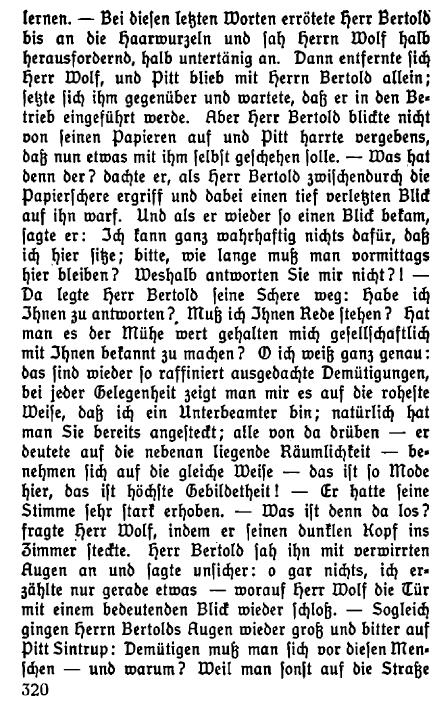 lernen. — Bei diesen letzten Worten errötete Herr Bertold
bis an die Haarwurzeln und sah Herrn Wolf halb
herausfordernd, halb untertänig an. Dann entfernte sich
Herr Wolf, und Pitt blieb mit Herrn Bertold allein;
setzte sich ihm gegenüber und wartete, daß er in den Be-
trieb eingeführt werde. Aber Herr Bertold blickte nicht
von seinen Papieren auf und Pitt harrte vergebens,
daß nun etwas mit ihm selbst geschehen solle. — Was hat
denn der? dachte er, als Herr Bertold zwischendurch die
Papierschere ergriff und dabei einen tief verletzten Blick
auf ihn warf. Und als er wieder so einen Blick bekam,
sagte er: Ich kann ganz wahrhaftig nichts dafür, daß
ich hier sitze; bitte, wie lange muß man vormittags
hier bleiben? Weshalb antworten Sie mir nicht?! —
Da legte Herr Bertold seine Schere weg: Habe ich
Ihnen zu antworten? Muß ich Ihnen Rede stehen? Hat
man es der Mühe wert gehalten mich gesellschaftlich
mit Ihnen bekannt zu machen? O ich weiß ganz genau:
das sind wieder so raffiniert ausgedachte Demütigungen,
bei jeder Gelegenheit zeigt man mir es auf die roheste
Weise, daß ich ein Unterbeamter bin; natürlich hat
man Sie bereits angesteckt; alle von da drüben — er
deutete auf die nebenan liegende Räumlichkeit — be-
nehmen sich auf die gleiche Weise — das ist so Mode
hier, das ist höchste Gebildetheit! — Er hatte seine
Stimme sehr stark erhoben. — Was ist denn da los?
fragte Herr Wolf, indem er seinen dunklen Kopf ins
Zimmer steckte. Herr Bertold sah ihn mit verwirrten
Augen an und sagte unsicher: o gar nichts, ich er-
zählte nur gerade etwas — worauf Herr Wolf die Tür
mit einem bedeutenden Blick wieder schloß. — Sogleich
gingen Herrn Bertolds Augen wieder groß und bitter auf
Pitt Sintrup: Demütigen muß man sich vor diesen Men-
schen — und warum? Weil man sonst auf die Straße
320